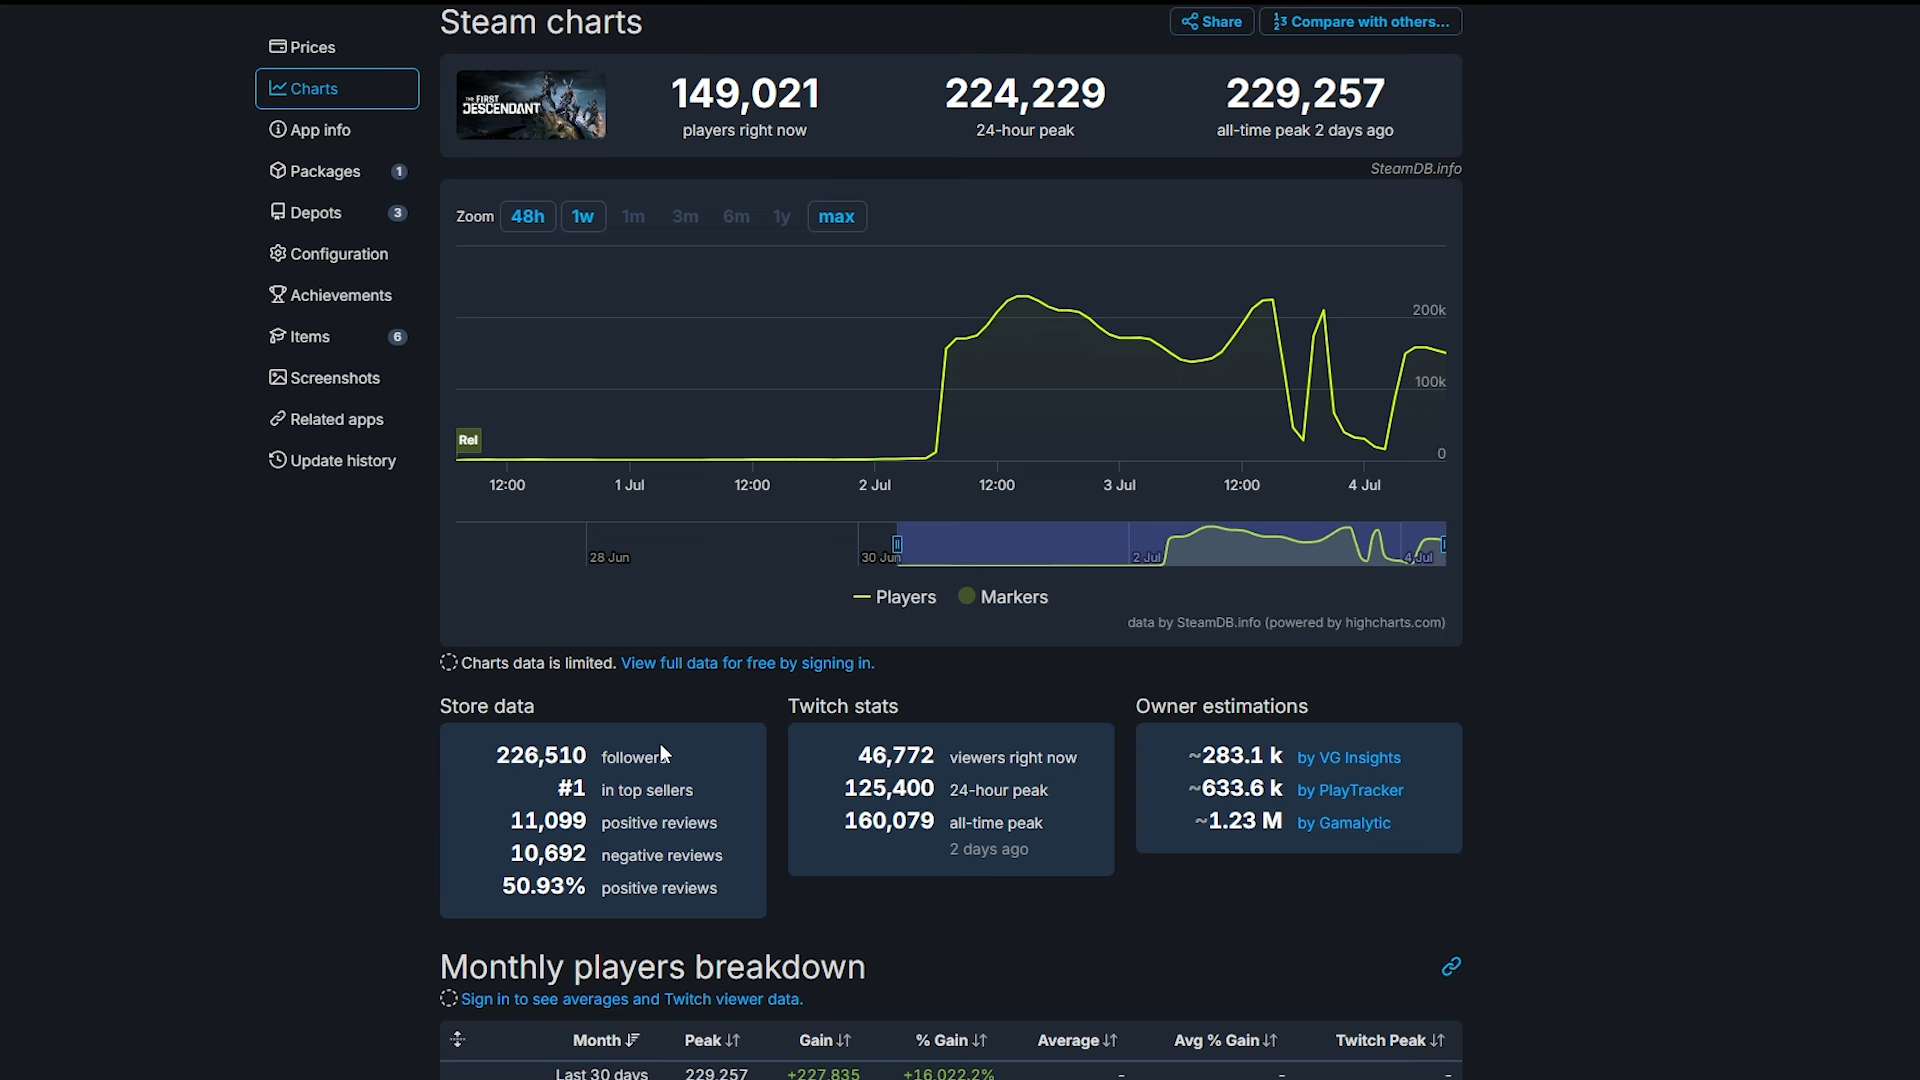 Steam charts
Share
Compare with others...
Prices
Charts
App info
Packages 1
Depots 3
Configuration
Achievements
Items 6
Screenshots
Related apps
Update history
THE FIRST
DESCENDANT
149,021
players right now
224,229
24-hour peak
229,257
all-time peak 2 days ago
SteamDB.info
Zoom 48h 1w 1m 3m 6m 1y max
200k
100k
0
Rel
12:00 1 Jul 12:00 2 Jul 12:00 3 Jul 12:00 4 Jul
28 Jun 30 Jun 2 Jul 4 Jul
Players Markers
data by SteamDB.info (powered by highcharts.com)
Charts data is limited. View full data for free by signing in.
Store data
226,510 followers
#1 in top sellers
11,099 positive reviews
10,692 negative reviews
50.93% positive reviews
Twitch stats
46,772 viewers right now
125,400 24-hour peak
160,079 all-time peak
2 days ago
Owner estimations
~283.1 k by VG Insights
~633.6 k by PlayTracker
~1.23 M by Gamalytic
Monthly players breakdown
Sign in to see averages and Twitch viewer data.
Month Peak Gain % Gain Average Avg % Gain Twitch Peak
Last 30 days 229,257 +227,835 +16,022.2% - - -